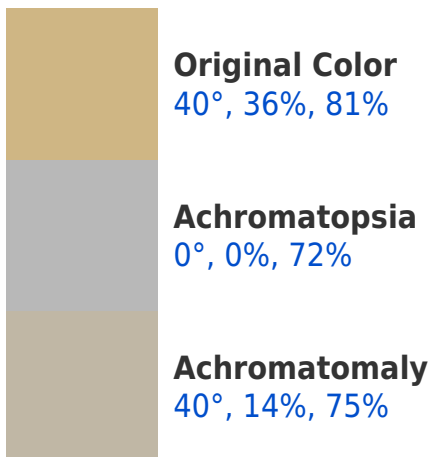 Original Color
40°, 36%, 81%
Achromatopsia
0°, 0%, 72%
Achromatomaly
40°, 14%, 75%